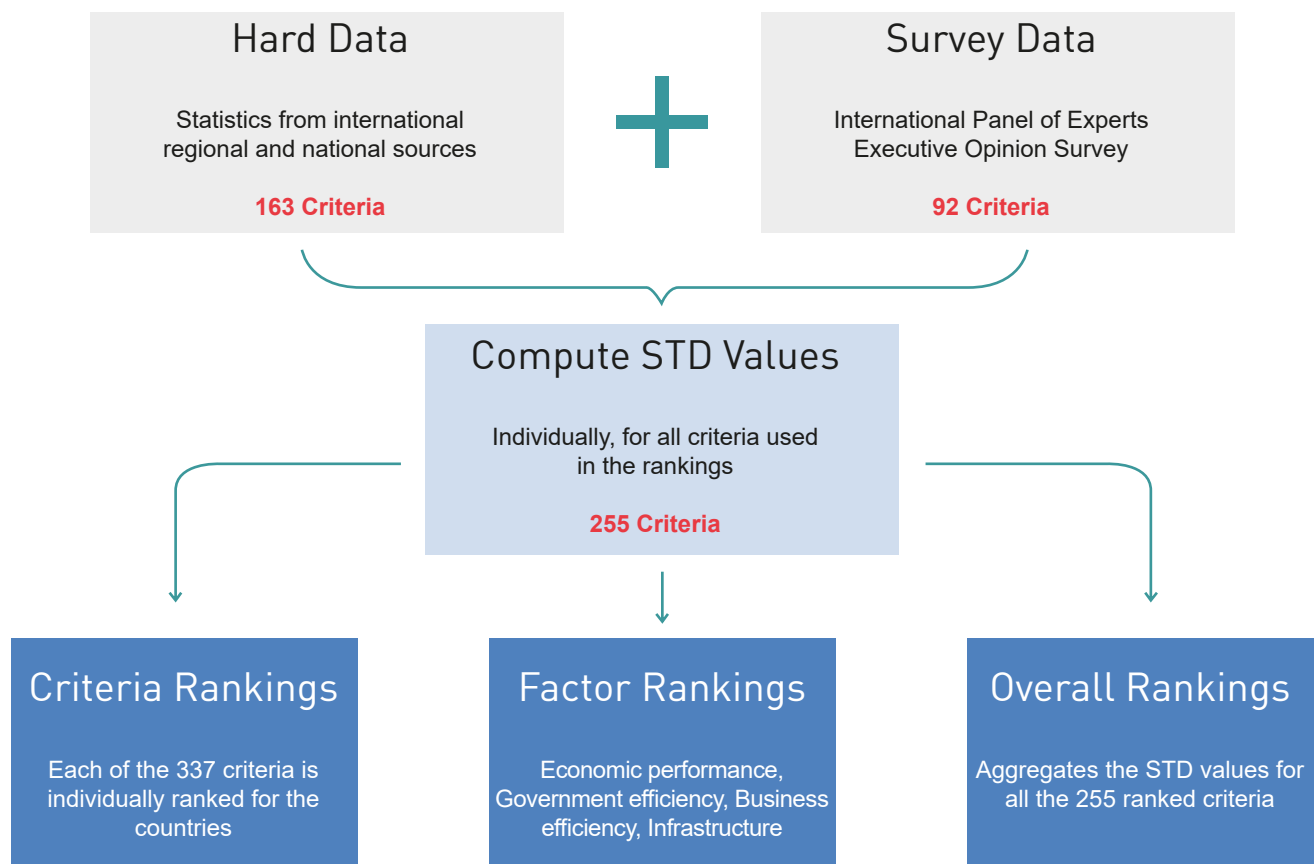 Hard Data
Statistics from international
regional and national sources
163 Criteria
Survey Data
International Panel of Experts
Executive Opinion Survey
92 Criteria
Compute STD Values
Individually, for all criteria used
in the rankings
255 Criteria
Criteria Rankings
Each of the 337 criteria is
individually ranked for the
countries
Factor Rankings
Economic performance,
Government efficiency, Business
efficiency, Infrastructure
Overall Rankings
Aggregates the STD values for
all the 255 ranked criteria